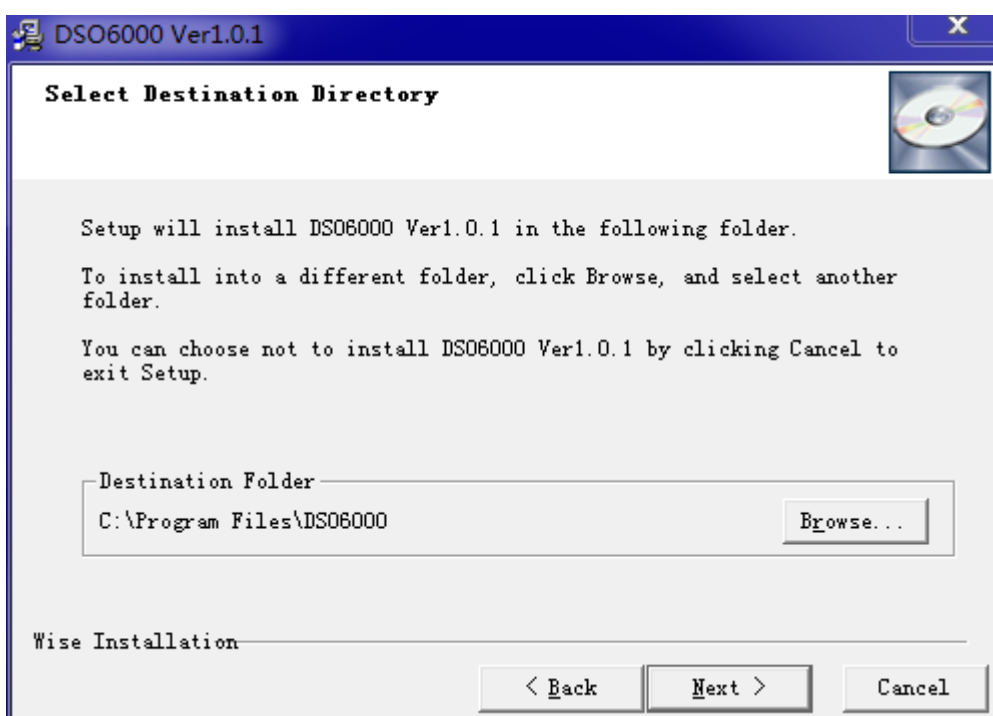 DSO6000 Ver1.0.1
X
Select Destination Directory
Setup will install DSO6000 Ver1.0.1 in the following folder.
To install into a different folder, click Browse, and select another
folder.
You can choose not to install DSO6000 Ver1.0.1 by clicking Cancel to
exit Setup.
Destination Folder
C:\Program Files\DSO6000
Browse...
Wise Installation
< Back
Next >
Cancel